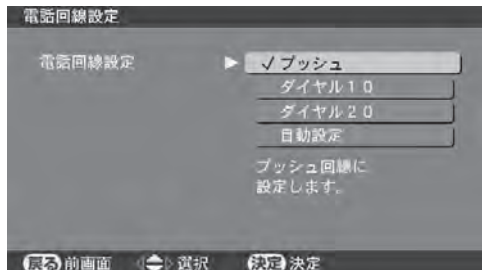 電話回線設定
電話回線設定 ▶ ✓プッシュ
ダイヤル10
ダイヤル20
自動設定
プッシュ回線に
設定します。
戻る 前画面 選択 決定 決定